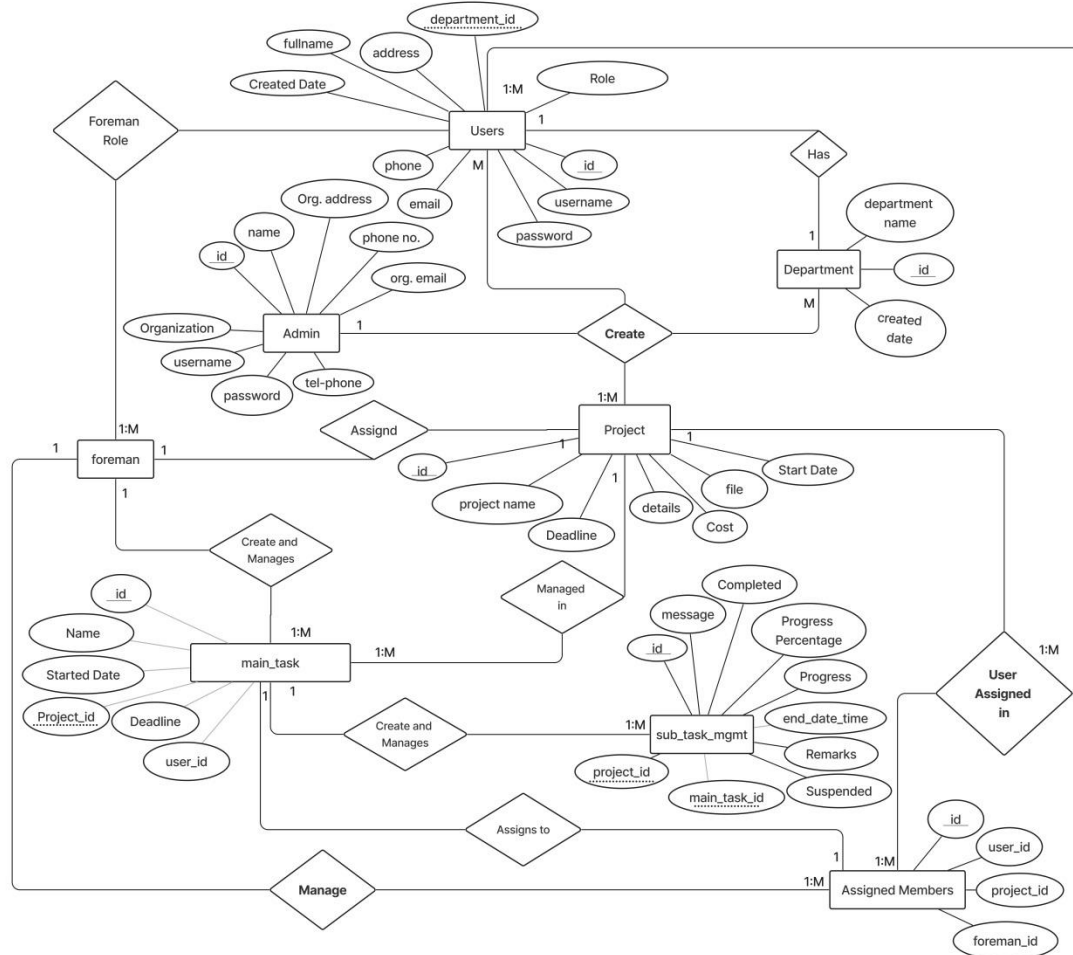 department_id
fullname
address
Created Date
1:M
Role
Foreman
Role
Users
1
M
Has
phone
id
email
username
password
Org. address
name
phone no.
id
org. email
department
name
1
Department
id
M
created
date
Organization
Admin
1
Create
username
password
tel-phone
1:M
1:M
Assignd
Project
1
foreman
1
1
1
id
1
Start Date
project name
file
details
Deadline
Cost
1
Create and
Manages
Managed
in
Completed
message
Progress
Percentage
id
id
Name
1:M
main_task
1:M
Started Date
Progress
1:M
User
Assigned
in
1
1
Project_id
Deadline
user_id
Create and
Manages
1:M
sub_task_mgmt
end_date_time
Remarks
project_id
main_task_id
Suspended
Assigns to
id
1
1:M
user_id
Manage
1:M
Assigned Members
project_id
foreman_id